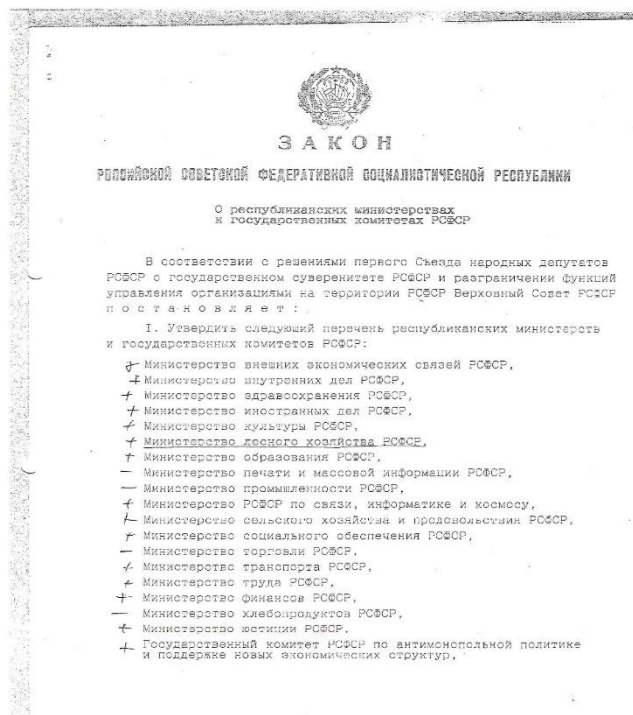 ЗАКОН
РОССИЙСКОЙ СОВЕТСКОЙ ФЕДЕРАТИВНОЙ СОЦИАЛИСТИЧЕСКОЙ РЕСПУБЛИКИ
О республиканских министерствах
и государственных комитетах РСФСР
В соответствии с решениями первого Съезда народных депутатов
РСФСР о государственном суверенитете РСФСР и разграничении функций
управления организациями на территории РСФСР Верховный Совет РСФСР
п о с т а н о в л я е т :
I. Утвердить следующий перечень республиканских министерств
и государственных комитетов РСФСР:
+ Министерство внешних экономических связей РСФСР,
+ Министерство внутренних дел РСФСР,
+ Министерство здравоохранения РСФСР,
+ Министерство иностранных дел РСФСР,
+ Министерство культуры РСФСР,
+ Министерство лесного хозяйства РСФСР,
+ Министерство образования РСФСР,
— Министерство печати и массовой информации РСФСР,
— Министерство промышленности РСФСР,
+ Министерство РСФСР по связи, информатике и космосу,
+ Министерство сельского хозяйства и продовольствия РСФСР,
+ Министерство социального обеспечения РСФСР,
— Министерство торговли РСФСР,
+ Министерство транспорта РСФСР,
+ Министерство труда РСФСР,
+ Министерство финансов РСФСР,
— Министерство хлебопродуктов РСФСР,
+ Министерство юстиции РСФСР,
+ Государственный комитет РСФСР по антимонопольной политике
и поддержке новых экономических структур,